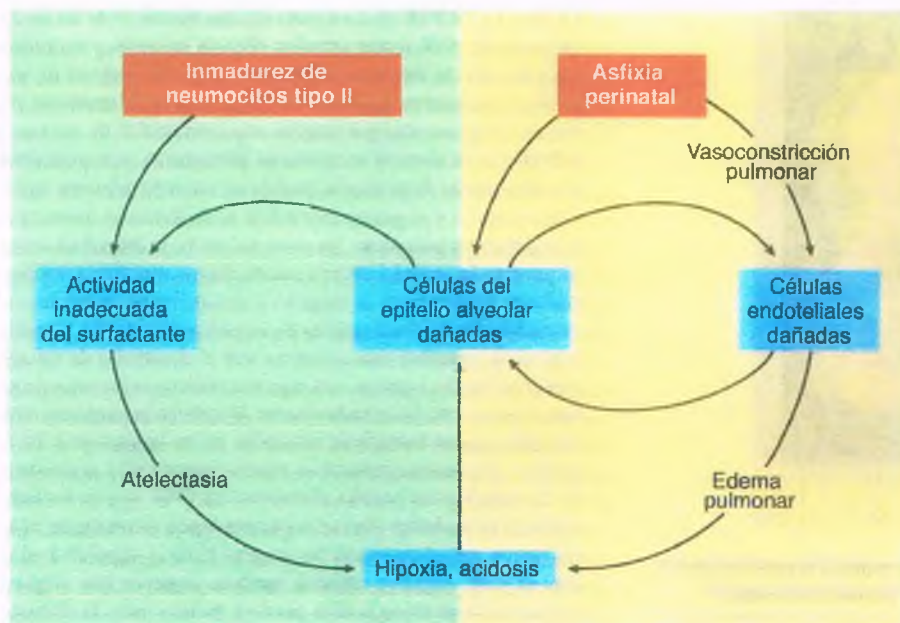 Inmadurez de
neumocitos tipo II
Asfixia
perinatal
Vasoconstricción
pulmonar
Actividad
inadecuada
del surfactante
Células del
epitelio alveolar
dañadas
Células
endoteliales
dañadas
Atelectasia
Edema
pulmonar
Hipoxia, acidosis